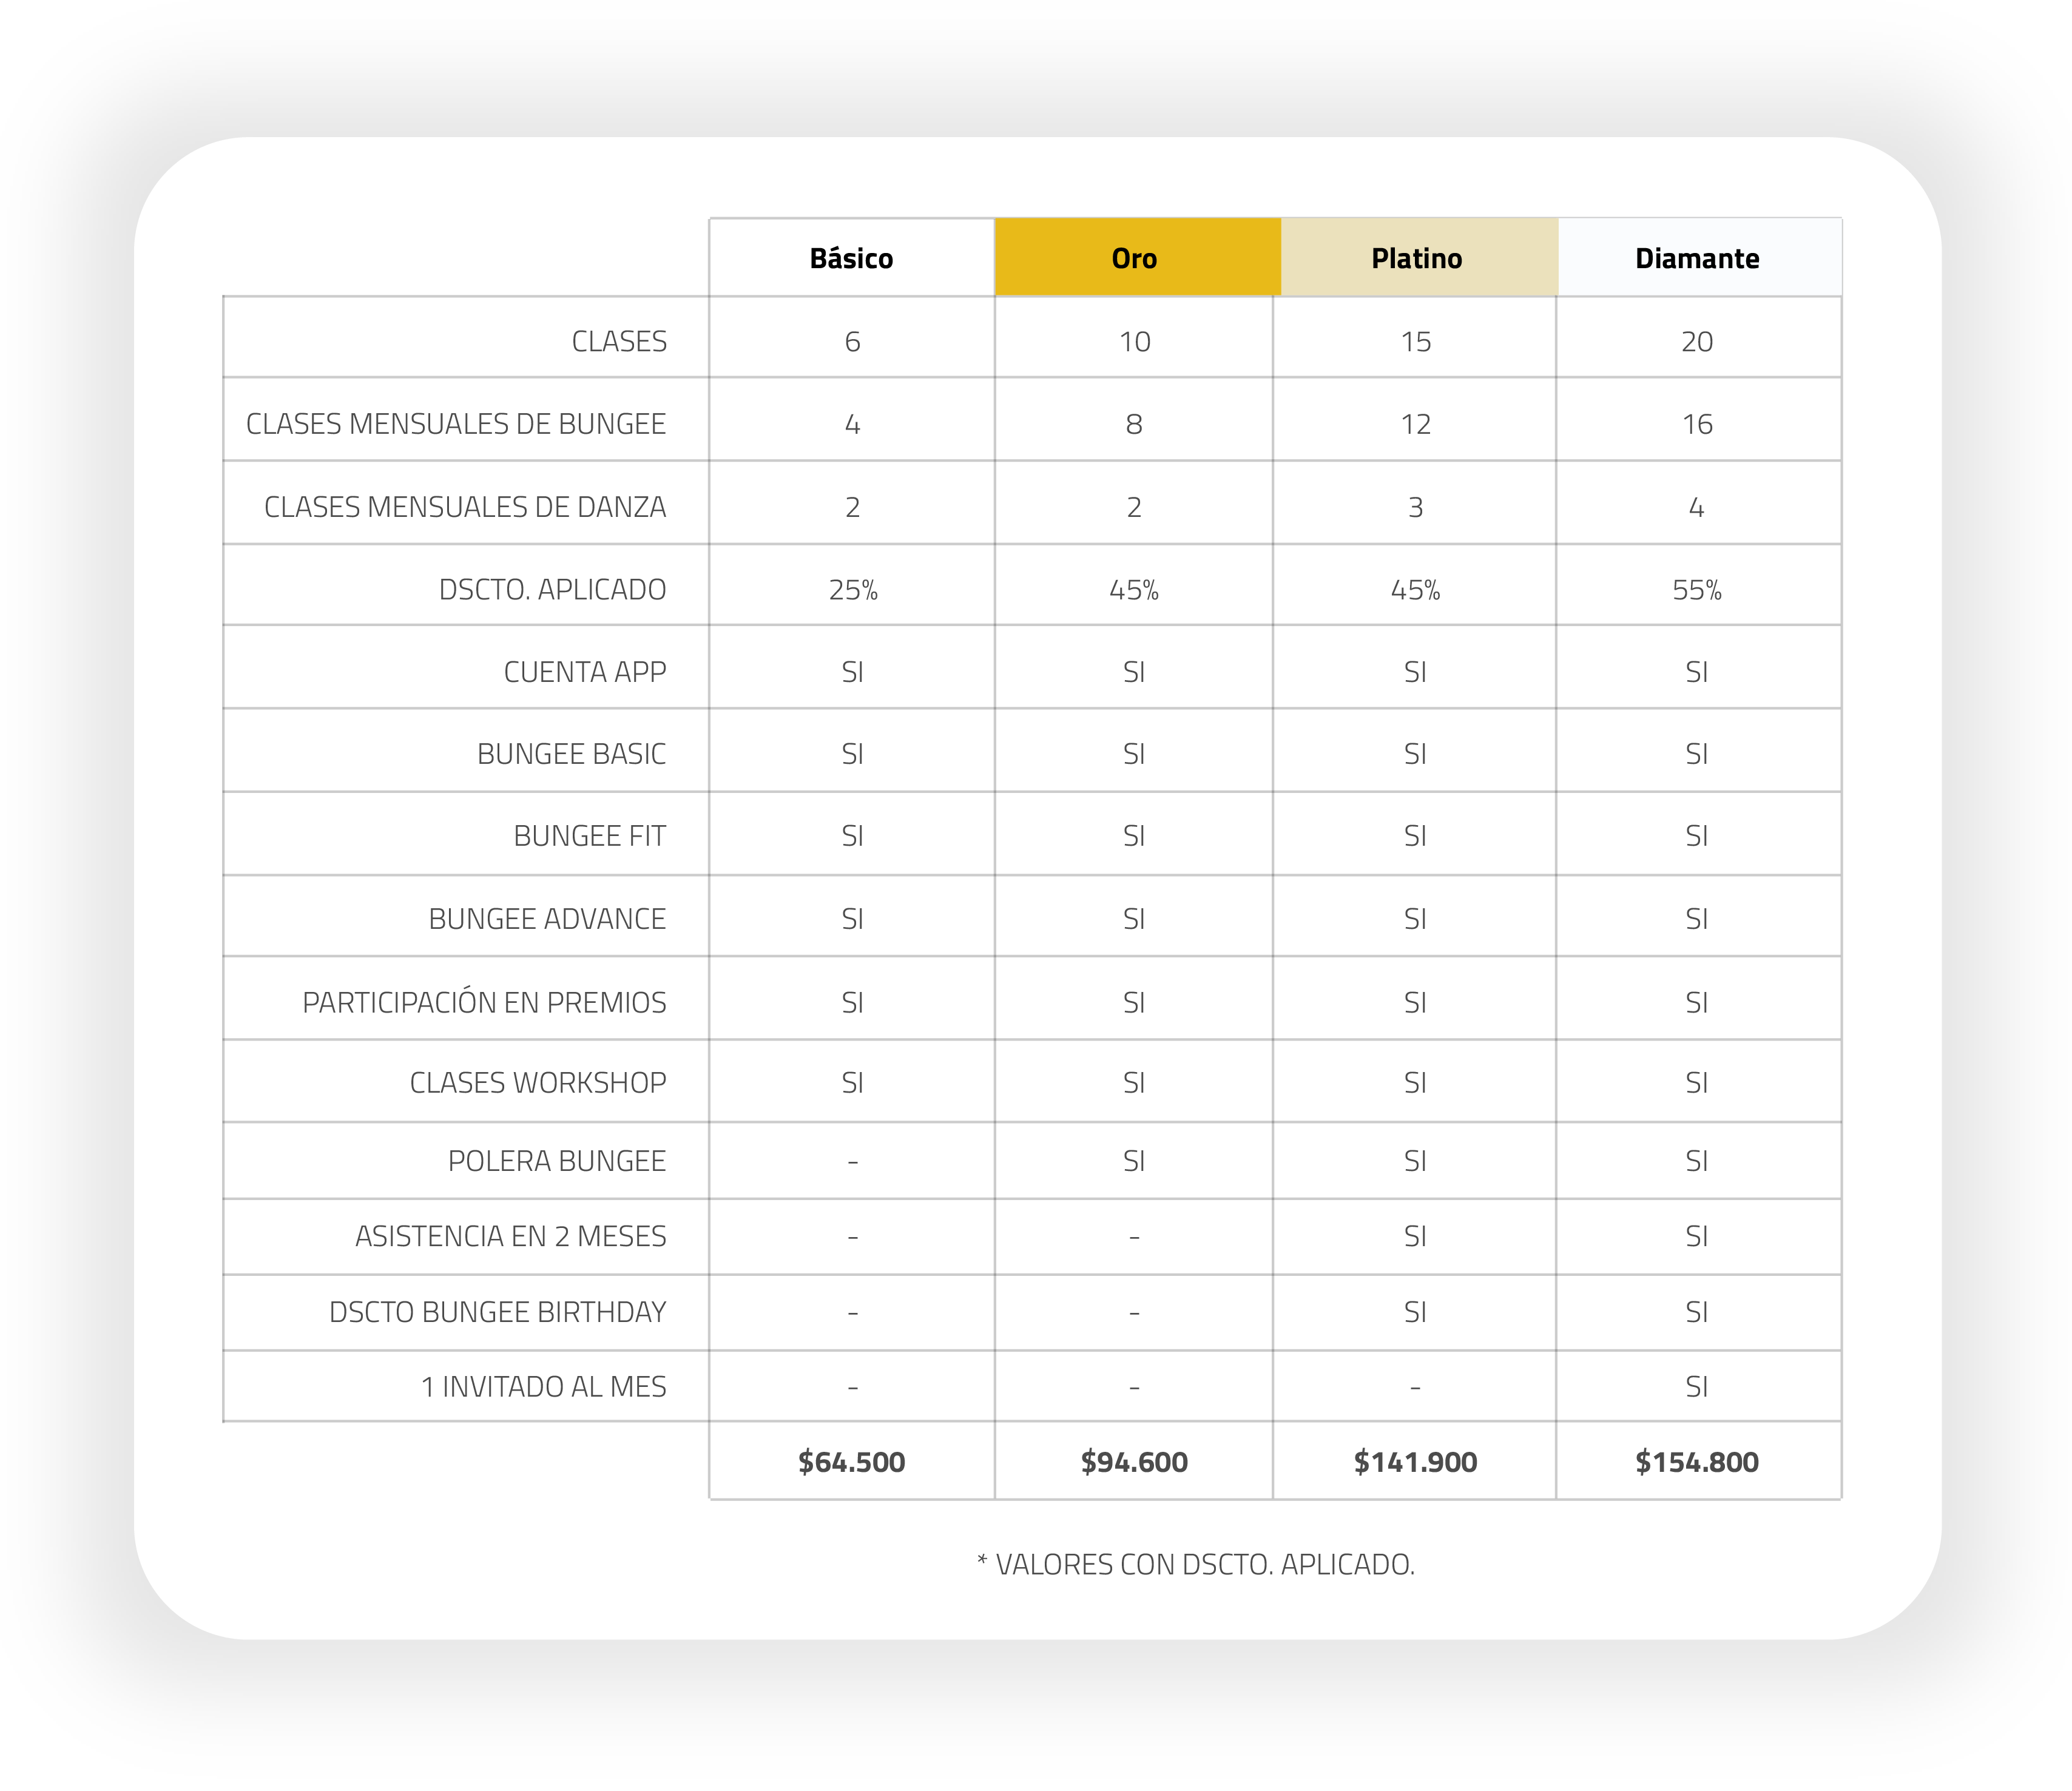 Básico Oro Platino Diamante
CLASES 6 10 15 20
CLASES MENSUALES DE BUNGEE 4 8 12 16
CLASES MENSUALES DE DANZA 2 2 3 4
DSCTO. APLICADO 25% 45% 45% 55%
CUENTA APP SI SI SI SI
BUNGEE BASIC SI SI SI SI
BUNGEE FIT SI SI SI SI
BUNGEE ADVANCE SI SI SI SI
PARTICIPACIÓN EN PREMIOS SI SI SI SI
CLASES WORKSHOP SI SI SI SI
POLERA BUNGEE - SI SI SI
ASISTENCIA EN 2 MESES - - SI SI
DSCTO BUNGEE BIRTHDAY - - SI SI
1 INVITADO AL MES - - - SI
$64.500 $94.600 $141.900 $154.800
* VALORES CON DSCTO. APLICADO.